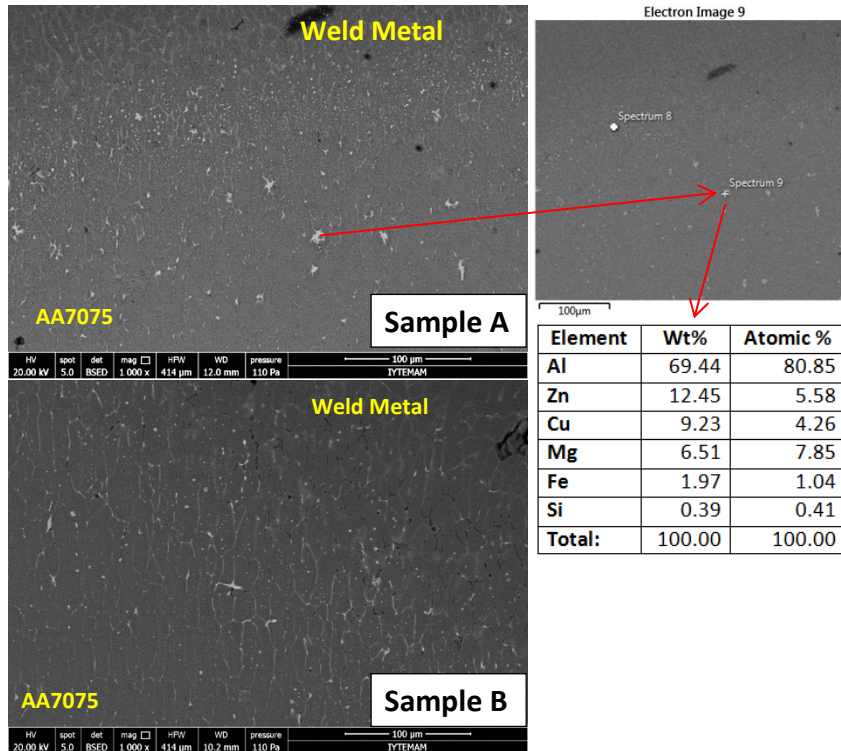 Weld Metal
AA7075
Sample A
HV spot det mag □ HFW WD pressure
20.00 kV 5.0 BSED 1 000 x 414 µm 12.0 mm 110 Pa
100 µm
IYTEMAM
Weld Metal
AA7075
Sample B
HV spot det mag □ HFW WD pressure
20.00 kV 5.0 BSED 1 000 x 414 µm 10.2 mm 110 Pa
100 µm
IYTEMAM
Electron Image 9
Spectrum 8
Spectrum 9
100µm
Element Wt% Atomic %
Al 69.44 80.85
Zn 12.45 5.58
Cu 9.23 4.26
Mg 6.51 7.85
Fe 1.97 1.04
Si 0.39 0.41
Total: 100.00 100.00